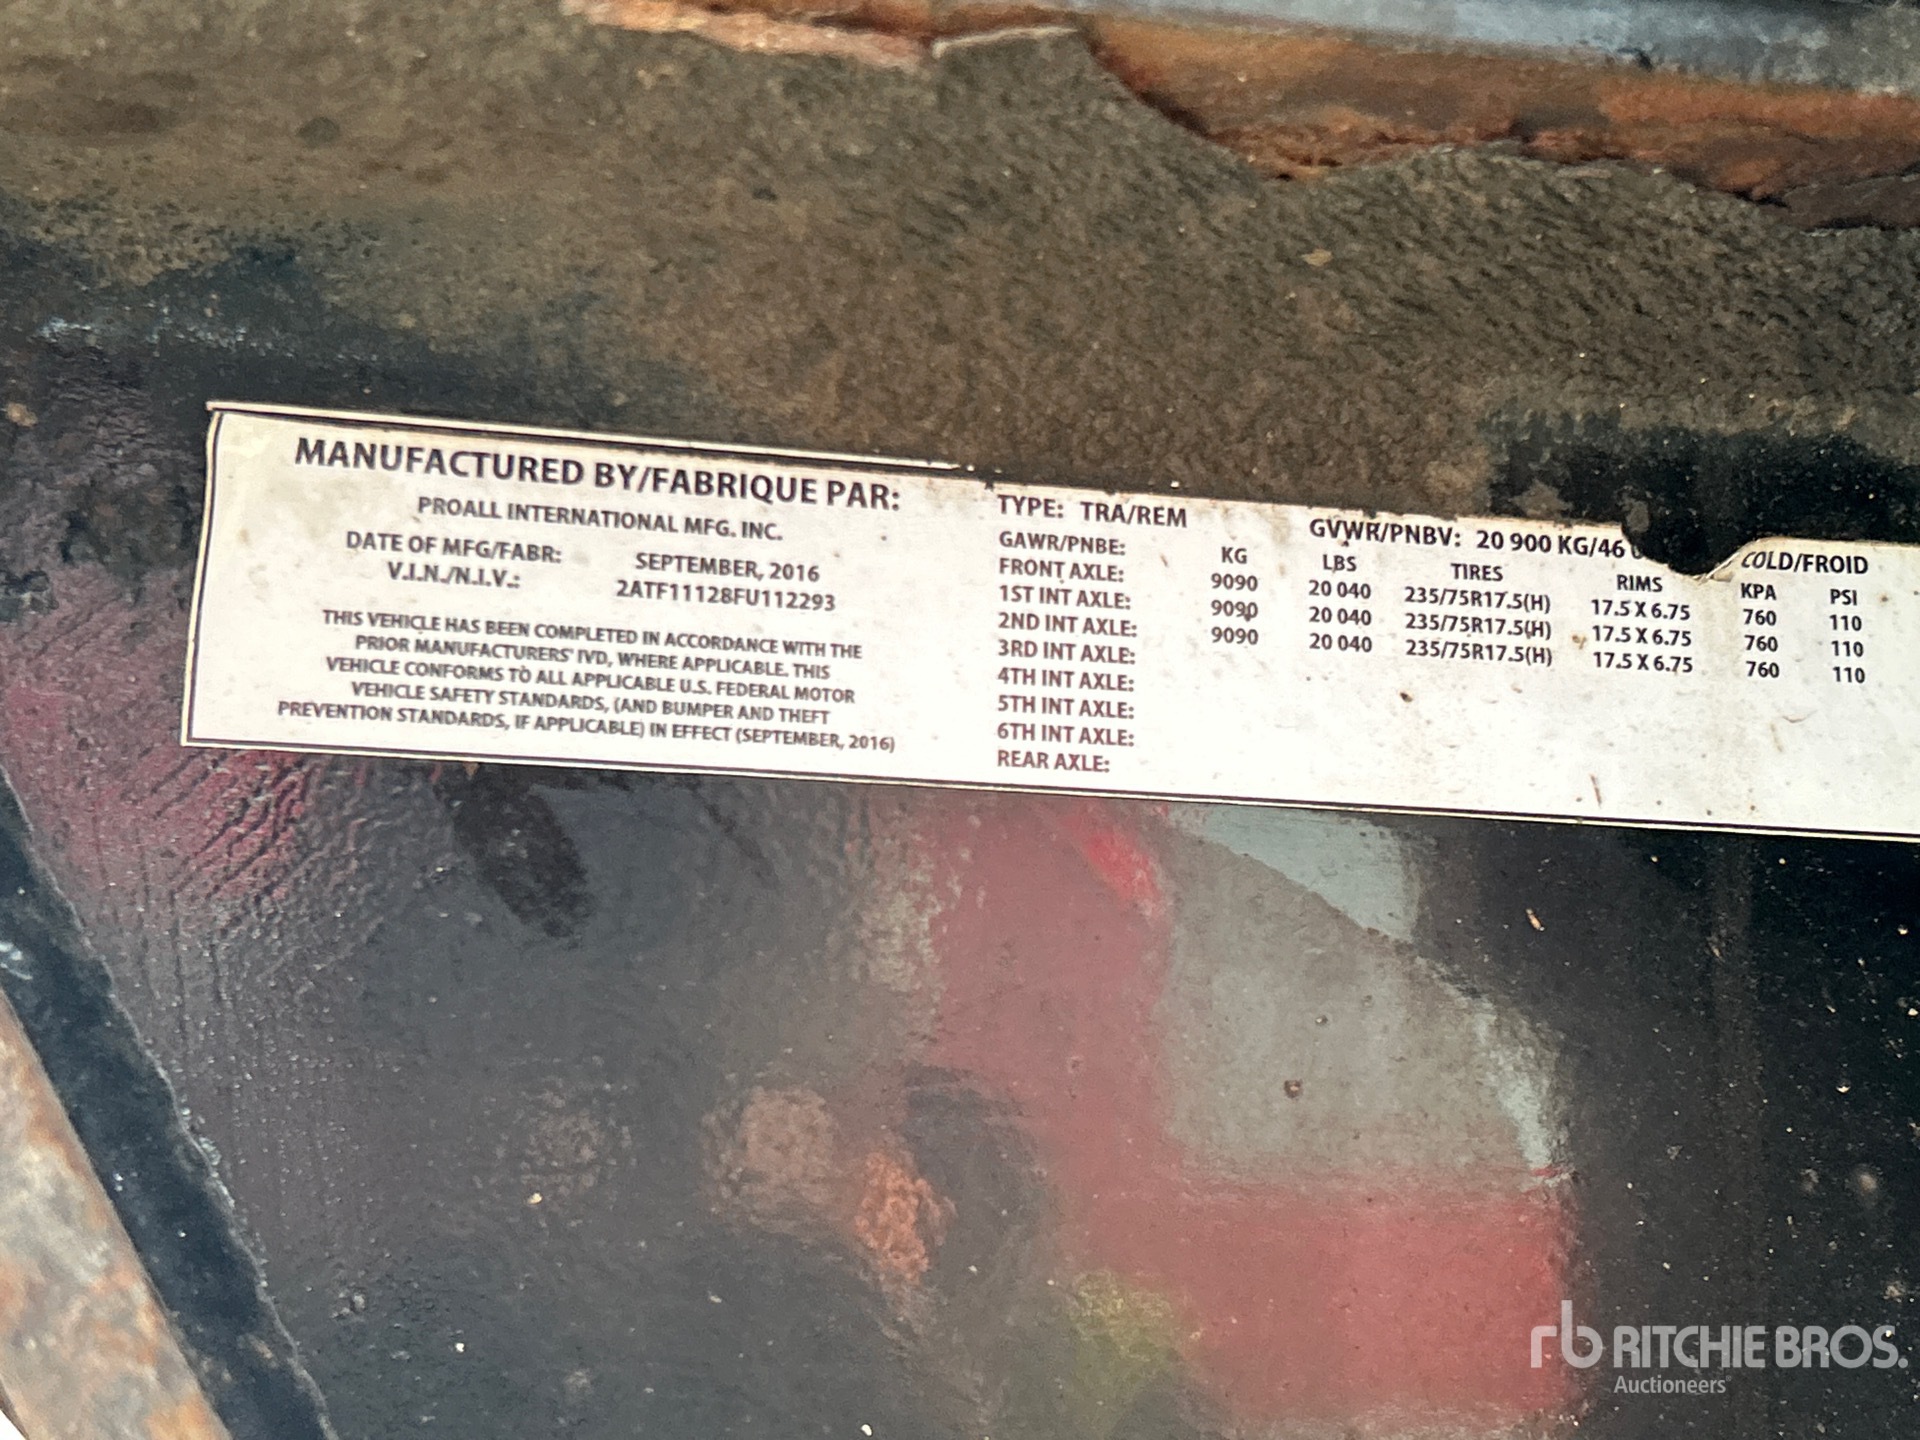 MANUFACTURED BY/FABRIQUE PAR:
PROALL INTERNATIONAL MFG. INC.
DATE OF MFG/FABR: SEPTEMBER, 2016
V.I.N./N.I.V.: 2ATF11128FU112293
THIS VEHICLE HAS BEEN COMPLETED IN ACCORDANCE WITH THE
PRIOR MANUFACTURERS' IVD, WHERE APPLICABLE. THIS
VEHICLE CONFORMS TO ALL APPLICABLE U.S. FEDERAL MOTOR
VEHICLE SAFETY STANDARDS, (AND BUMPER AND THEFT
PREVENTION STANDARDS, IF APPLICABLE) IN EFFECT (SEPTEMBER, 2016)
TYPE: TRA/REM GVWR/PNBV: 20 900 KG/46
GAWR/PNBE: KG LBS TIRES RIMS COLD/FROID
KPA PSI
FRONT AXLE: 9090 20 040 235/75R17.5(H) 17.5 X 6.75 760 110
1ST INT AXLE: 9090 20 040 235/75R17.5(H) 17.5 X 6.75 760 110
2ND INT AXLE: 9090 20 040 235/75R17.5(H) 17.5 X 6.75 760 110
3RD INT AXLE:
4TH INT AXLE:
5TH INT AXLE:
6TH INT AXLE:
REAR AXLE:
rb RITCHIE BROS.
Auctioneers